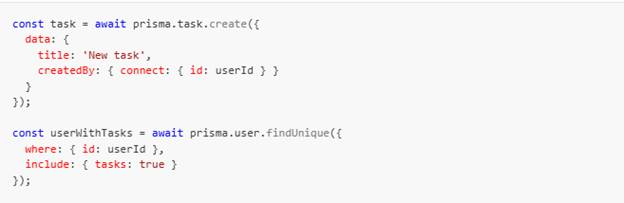 const task = await prisma.task.create({
  data: {
    title: 'New task',
    createdBy: { connect: { id: userId } }
  }
});

const userWithTasks = await prisma.user.findUnique({
  where: { id: userId },
  include: { tasks: true }
});